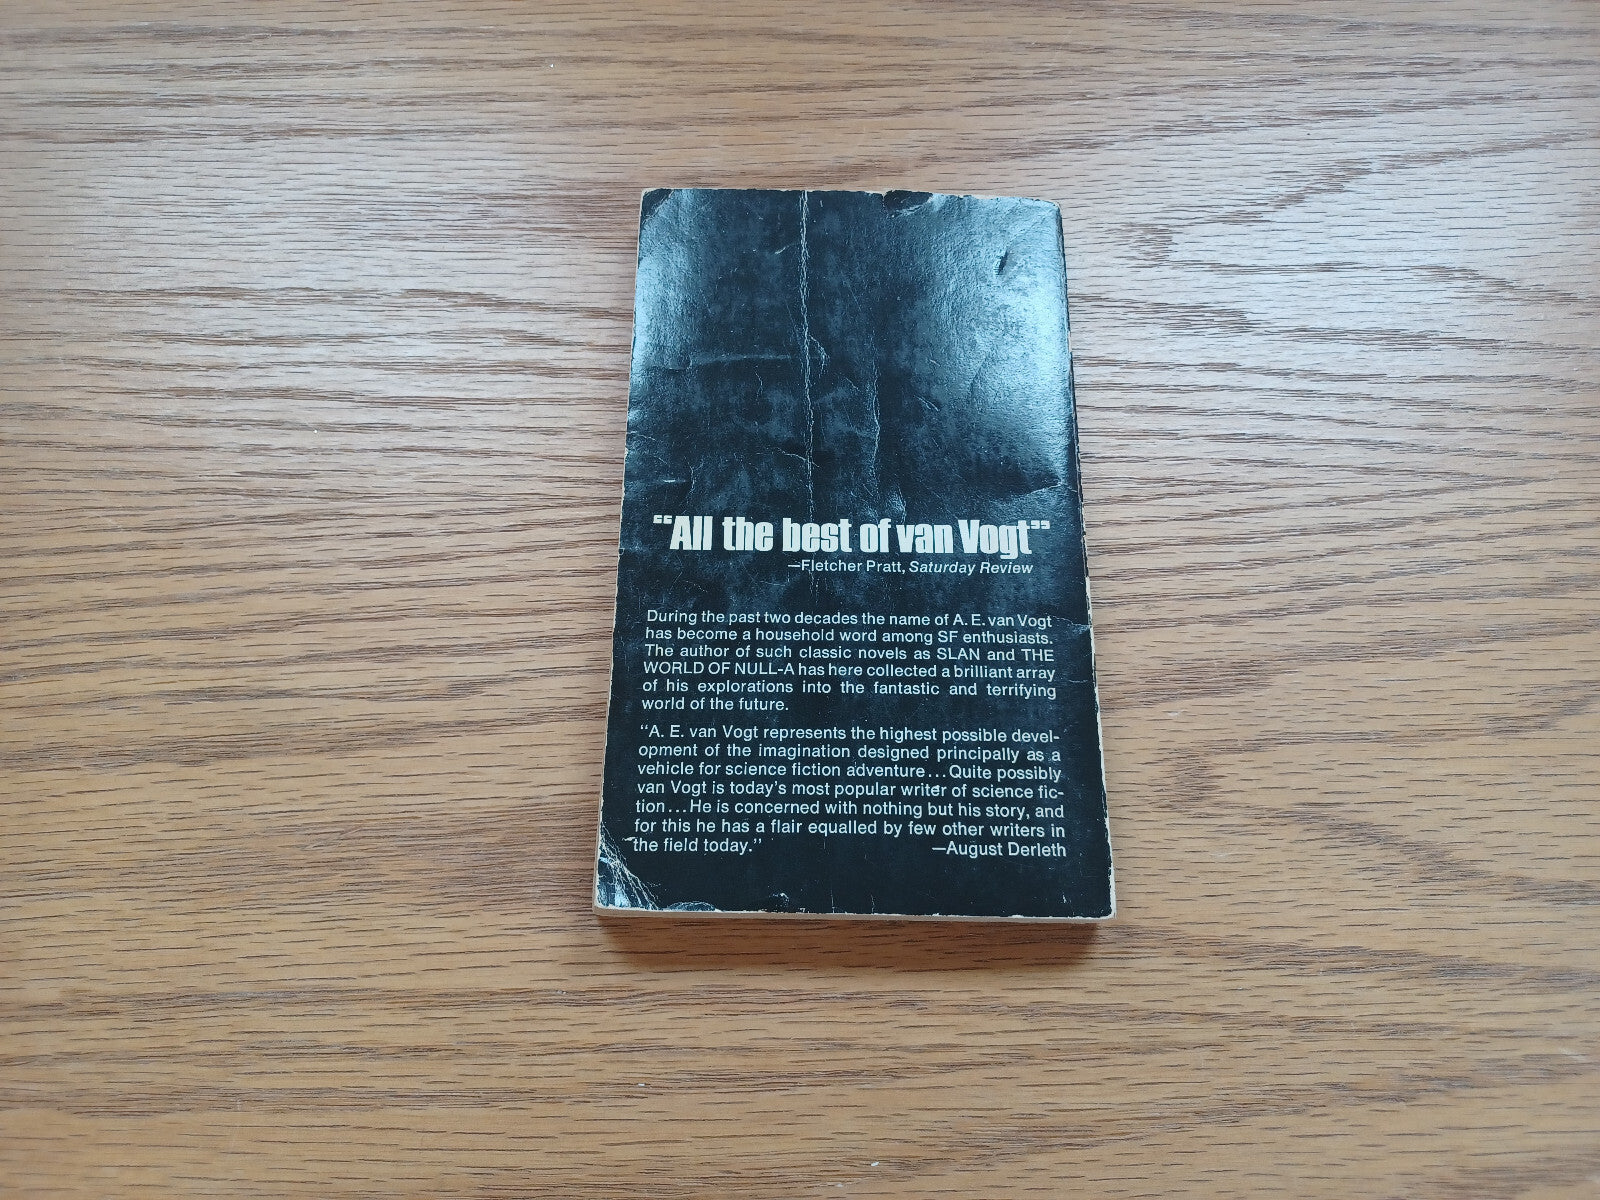 “All the best of van Vogt”
—Fletcher Pratt, Saturday Review
During the past two decades the name of A. E. van Vogt
has become a household word among SF enthusiasts.
The author of such classic novels as SLAN and THE
WORLD OF NULL-A has here collected a brilliant array
of his explorations into the fantastic and terrifying
world of the future.
“A. E. van Vogt represents the highest possible devel-
opment of the imagination designed principally as a
vehicle for science fiction adventure...Quite possibly
van Vogt is today’s most popular writer of science fic-
tion...He is concerned with nothing but his story, and
for this he has a flair equalled by few other writers in
the field today.” —August Derleth